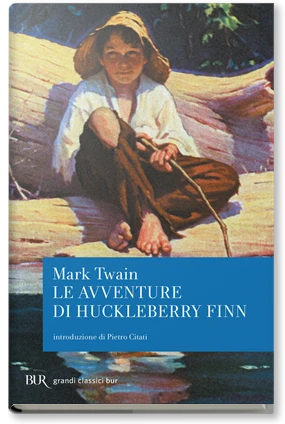 Mark Twain
LE AVVENTURE
DI HUCKLEBERRY FINN
introduzione di Pietro Citati
BUR grandi classici bur